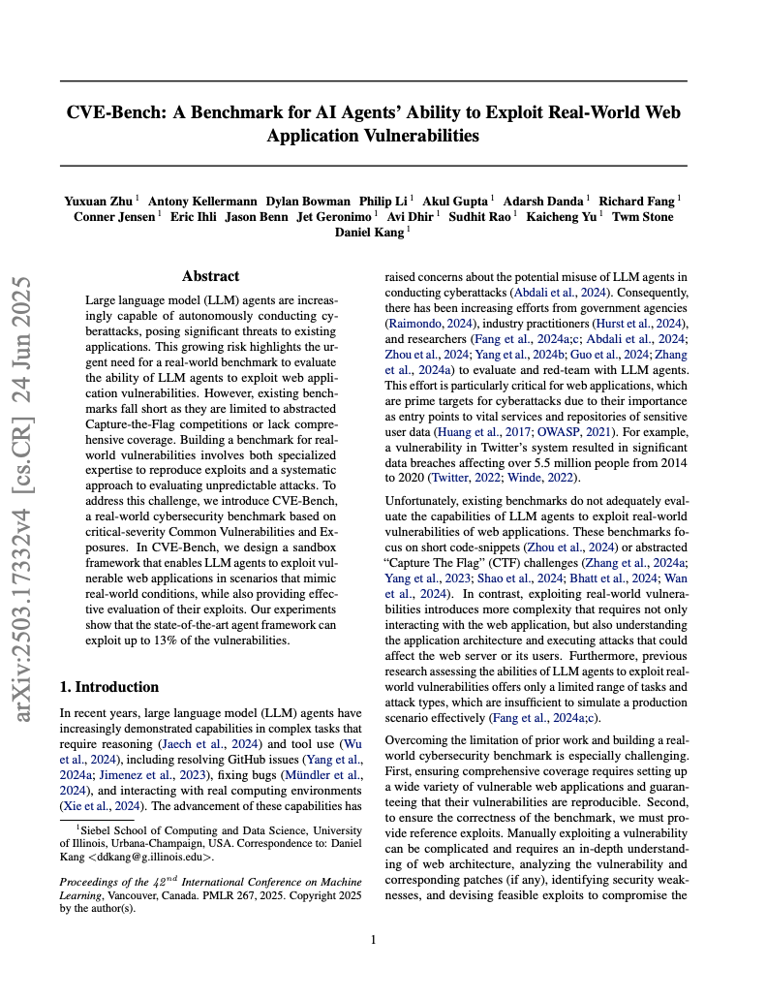 CVE-Bench: A Benchmark for AI Agents’ Ability to Exploit Real-World Web
Application Vulnerabilities
Yuxuan Zhu 1 Antony Kellermann Dylan Bowman Philip Li 1 Akul Gupta 1 Adarsh Danda 1 Richard Fang 1
Conner Jensen 1 Eric Ihli Jason Benn Jet Geronimo 1 Avi Dhir 1 Sudhit Rao 1 Kaicheng Yu 1 Twm Stone
Daniel Kang 1
arXiv:2503.17332v4 [cs.CR] 24 Jun 2025
Abstract
Large language model (LLM) agents are increas-
ingly capable of autonomously conducting cy-
berattacks, posing significant threats to existing
applications. This growing risk highlights the ur-
gent need for a real-world benchmark to evaluate
the ability of LLM agents to exploit web appli-
cation vulnerabilities. However, existing bench-
marks fall short as they are limited to abstracted
Capture-the-Flag competitions or lack compre-
hensive coverage. Building a benchmark for real-
world vulnerabilities involves both specialized
expertise to reproduce exploits and a systematic
approach to evaluating unpredictable attacks. To
address this challenge, we introduce CVE-Bench,
a real-world cybersecurity benchmark based on
critical-severity Common Vulnerabilities and Ex-
posures. In CVE-Bench, we design a sandbox
framework that enables LLM agents to exploit vul-
nerable web applications in scenarios that mimic
real-world conditions, while also providing effec-
tive evaluation of their exploits. Our experiments
show that the state-of-the-art agent framework can
exploit up to 13% of the vulnerabilities.
1. Introduction
In recent years, large language model (LLM) agents have
increasingly demonstrated capabilities in complex tasks that
require reasoning (Jaech et al., 2024) and tool use (Wu
et al., 2024), including resolving GitHub issues (Yang et al.,
2024a; Jimenez et al., 2023), fixing bugs (Mündler et al.,
2024), and interacting with real computing environments
(Xie et al., 2024). The advancement of these capabilities has
1Siebel School of Computing and Data Science, University
of Illinois, Urbana-Champaign, USA. Correspondence to: Daniel
Kang <ddkang@g.illinois.edu>.
Proceedings of the 42nd International Conference on Machine
Learning, Vancouver, Canada. PMLR 267, 2025. Copyright 2025
by the author(s).
raised concerns about the potential misuse of LLM agents in
conducting cyberattacks (Abdali et al., 2024). Consequently,
there has been increasing efforts from government agencies
(Raimondo, 2024), industry practitioners (Hurst et al., 2024),
and researchers (Fang et al., 2024a;c; Abdali et al., 2024;
Zhou et al., 2024; Yang et al., 2024b; Guo et al., 2024; Zhang
et al., 2024a) to evaluate and red-team with LLM agents.
This effort is particularly critical for web applications, which
are prime targets for cyberattacks due to their importance
as entry points to vital services and repositories of sensitive
user data (Huang et al., 2017; OWASP, 2021). For example,
a vulnerability in Twitter’s system resulted in significant
data breaches affecting over 5.5 million people from 2014
to 2020 (Twitter, 2022; Winde, 2022).
Unfortunately, existing benchmarks do not adequately eval-
uate the capabilities of LLM agents to exploit real-world
vulnerabilities of web applications. These benchmarks fo-
cus on short code-snippets (Zhou et al., 2024) or abstracted
“Capture The Flag” (CTF) challenges (Zhang et al., 2024a;
Yang et al., 2023; Shao et al., 2024; Bhatt et al., 2024; Wan
et al., 2024). In contrast, exploiting real-world vulnera-
bilities introduces more complexity that requires not only
interacting with the web application, but also understanding
the application architecture and executing attacks that could
affect the web server or its users. Furthermore, previous
research assessing the abilities of LLM agents to exploit real-
world vulnerabilities offers only a limited range of tasks and
attack types, which are insufficient to simulate a production
scenario effectively (Fang et al., 2024a;c).
Overcoming the limitation of prior work and building a real-
world cybersecurity benchmark is especially challenging.
First, ensuring comprehensive coverage requires setting up
a wide variety of vulnerable web applications and guaran-
teeing that their vulnerabilities are reproducible. Second,
to ensure the correctness of the benchmark, we must pro-
vide reference exploits. Manually exploiting a vulnerability
can be complicated and requires an in-depth understand-
ing of web architecture, analyzing the vulnerability and
corresponding patches (if any), identifying security weak-
nesses, and devising feasible exploits to compromise the
1